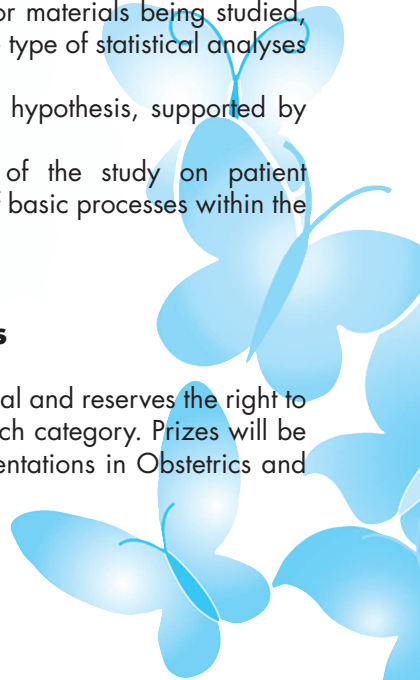 or materials being studied,
type of statistical analyses
hypothesis, supported by
of the study on patient
basic processes within the
s
al and reserves the right to
ch category. Prizes will be
entations in Obstetrics and